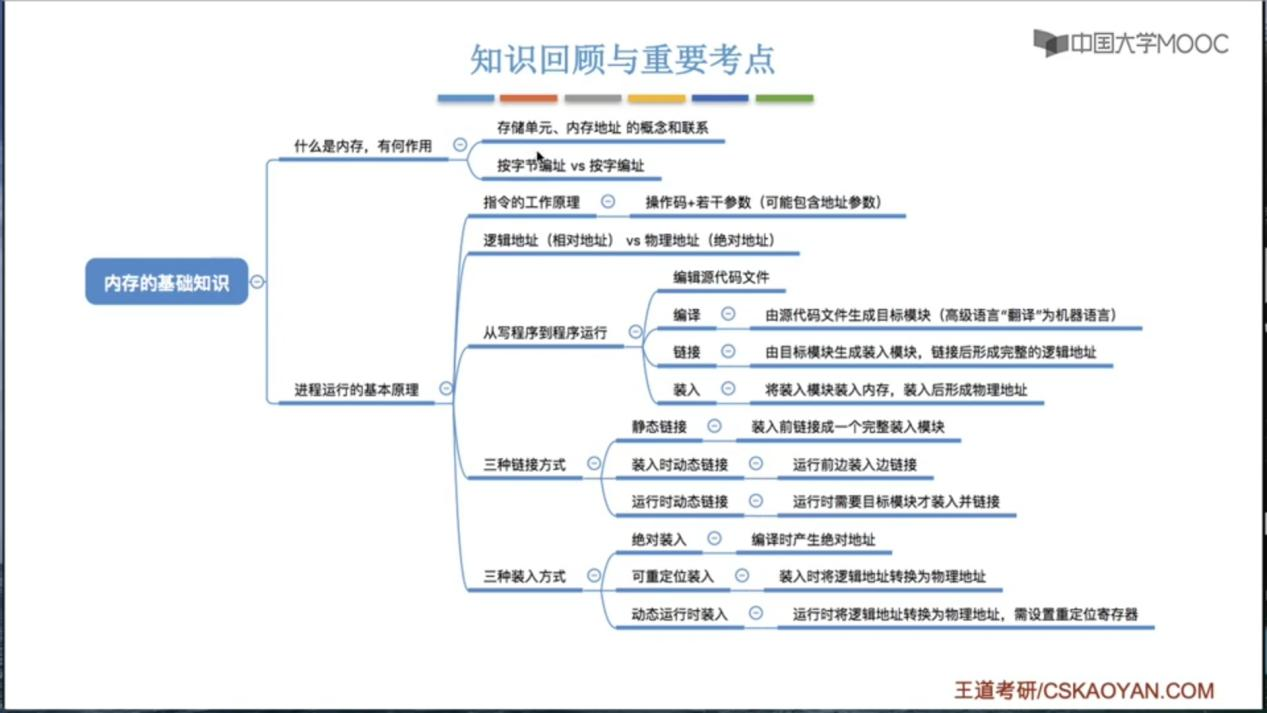 中国大学MOOC
知识回顾与重要考点
内存的基础知识
什么是内存，有何作用
存储单元、内存地址 的概念和联系
按字节编址 vs 按字编址
进程运行的基本原理
指令的工作原理
操作码+若干参数（可能包含地址参数）
逻辑地址（相对地址） vs 物理地址（绝对地址）
从写程序到程序运行
编辑源代码文件
编译
由源代码文件生成目标模块（高级语言“翻译”为机器语言）
链接
由目标模块生成装入模块，链接后形成完整的逻辑地址
装入
将装入模块装入内存，装入后形成物理地址
三种链接方式
静态链接
装入前链接成一个完整装入模块
装入时动态链接
运行前边装入边链接
运行时动态链接
运行时需要目标模块才装入并链接
三种装入方式
绝对装入
编译时产生绝对地址
可重定位装入
装入时将逻辑地址转换为物理地址
动态运行时装入
运行时将逻辑地址转换为物理地址，需设置重定位寄存器
王道考研/CSKAOYAN.COM